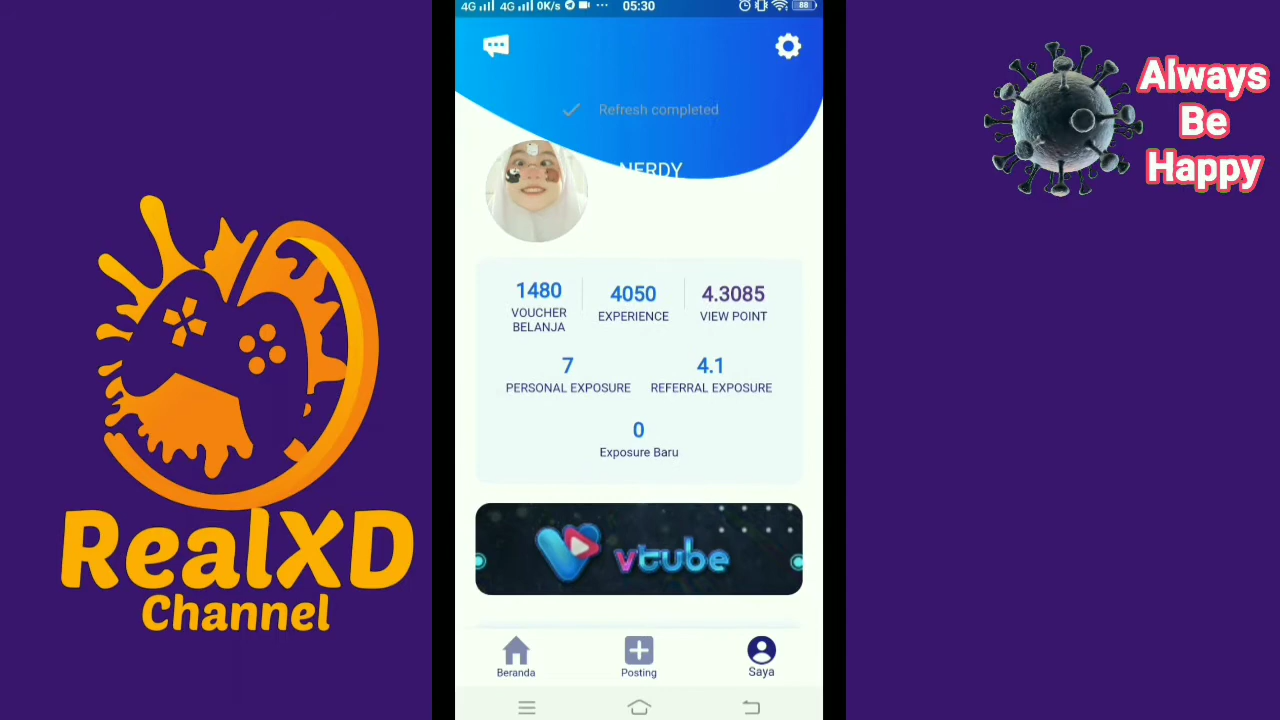 4G 4G 0K/s ... 05:30 88
Refresh completed
NERDY
1480
VOUCHER
BELANJA
4050
EXPERIENCE
4.3085
VIEW POINT
7
PERSONAL EXPOSURE
4.1
REFERRAL EXPOSURE
0
Exposure Baru
vtube
Beranda
Posting
Saya
RealXD
Channel
Always
Be
Happy